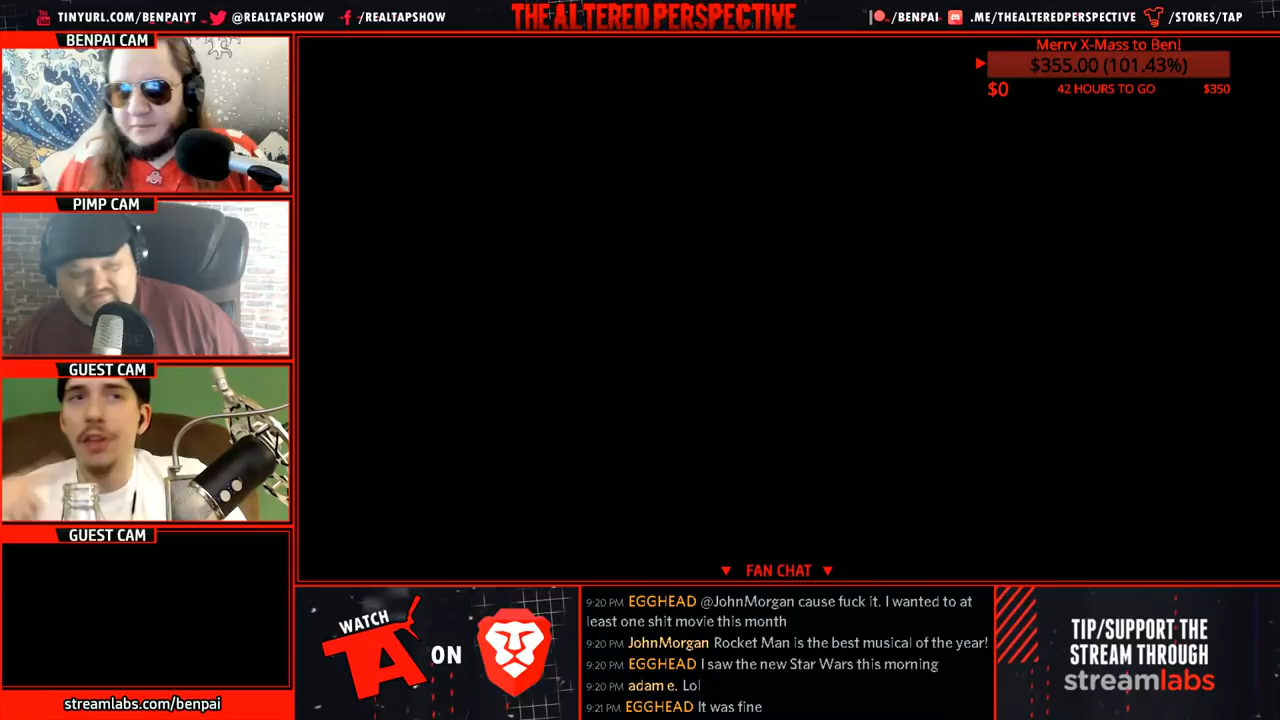 TINYURL.COM/BENPAIYT @REALTAPSHOW /REALTAPSHOW THE ALTERED PERSPECTIVE /BENPAI .ME/THEALTEREDPERSPECTIVE /STORES/TAP
BENPAI CAM
PIMP CAM
GUEST CAM
GUEST CAM
streamlabs.com/benpai
Merry X-Mass to Ben!
$355.00 (101.43%)
$0 42 HOURS TO GO $350
▼ FAN CHAT ▼
WATCH
TA ON
9:20 PM EGGHEAD @JohnMorgan cause fuck it. I wanted to at
least one shit movie this month
9:20 PM JohnMorgan Rocket Man is the best musical of the year!
9:20 PM EGGHEAD I saw the new Star Wars this morning
9:20 PM adam e. Lol
9:21 PM EGGHEAD It was fine
TIP/SUPPORT THE
STREAM THROUGH
streamlabs